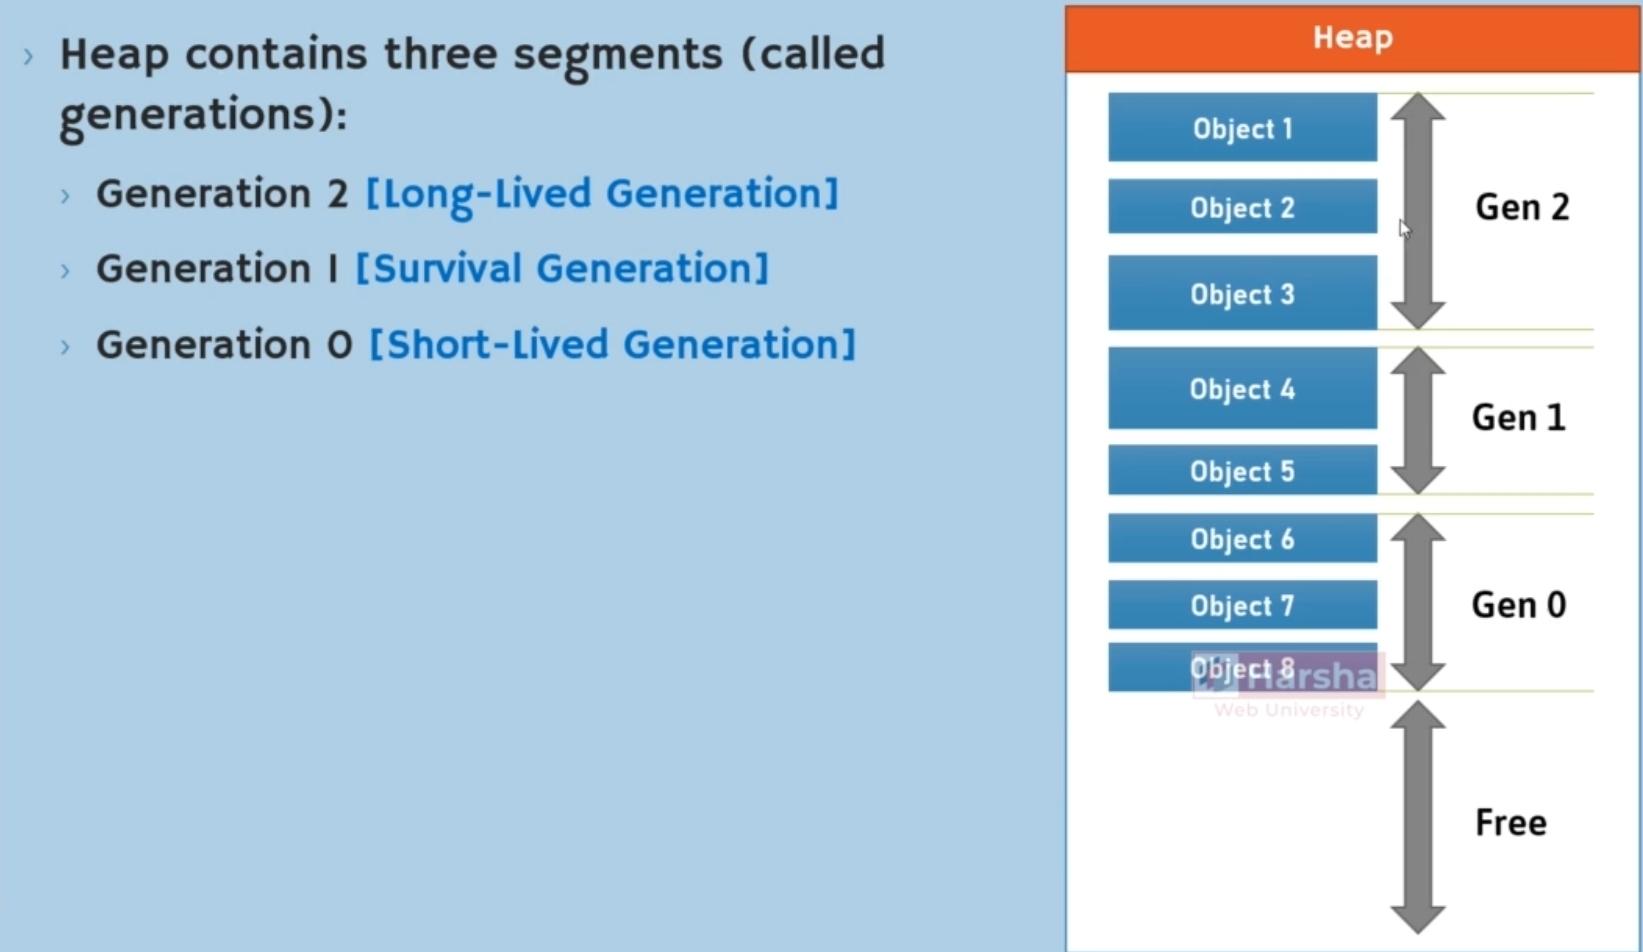 Heap contains three segments (called
generations):
Generation 2 [Long-Lived Generation]
Generation 1 [Survival Generation]
Generation 0 [Short-Lived Generation]
Heap
Object 1
Object 2
Gen 2
Object 3
Object 4
Gen 1
Object 5
Object 6
Object 7
Gen 0
Object 8
Harsha
Web University
Free